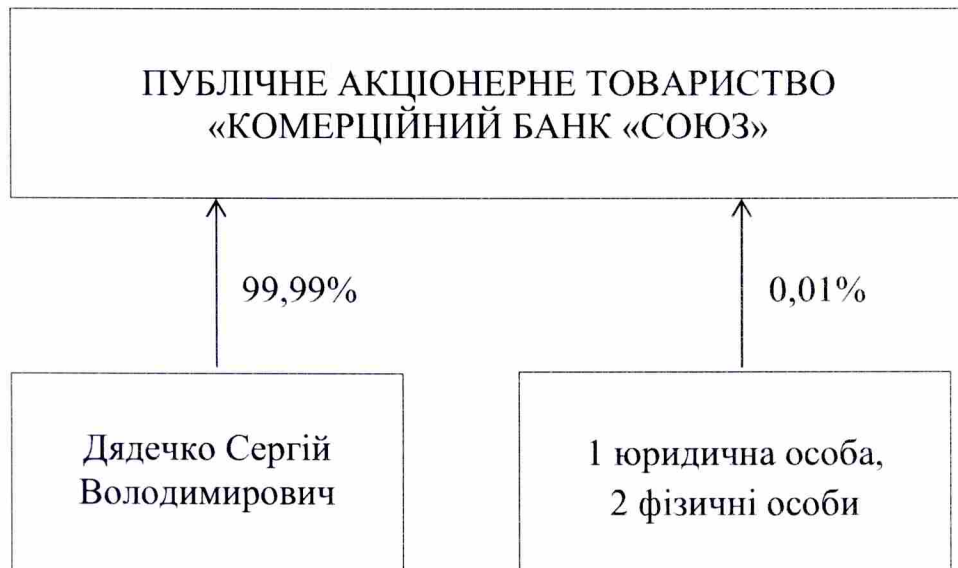 ПУБЛІЧНЕ АКЦІОНЕРНЕ ТОВАРИСТВО
«КОМЕРЦІЙНИЙ БАНК «СОЮЗ»
99,99%
0,01%
Дядечко Сергій
Володимирович
1 юридична особа,
2 фізичні особи